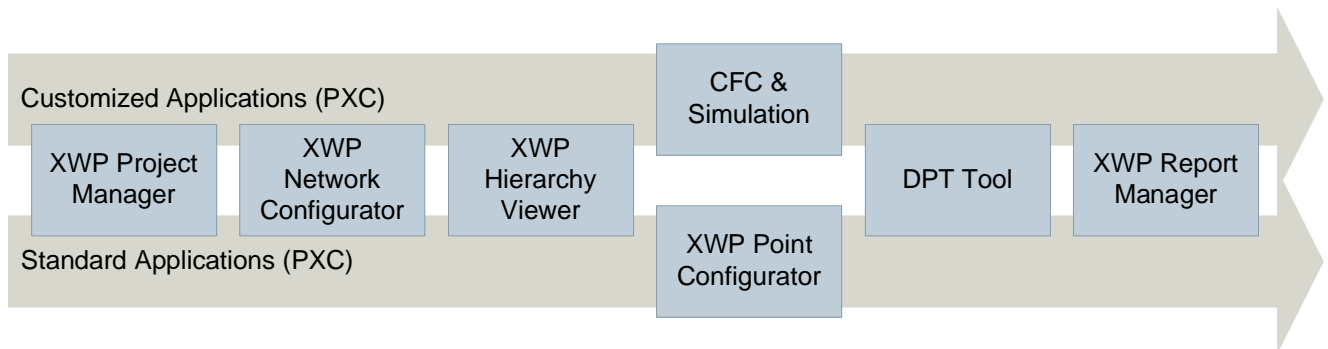 Customized Applications (PXC)
CFC &
Simulation
XWP Project
Manager
XWP
Network
Configurator
XWP
Hierarchy
Viewer
DPT Tool
XWP Report
Manager
XWP Point
Configurator
Standard Applications (PXC)